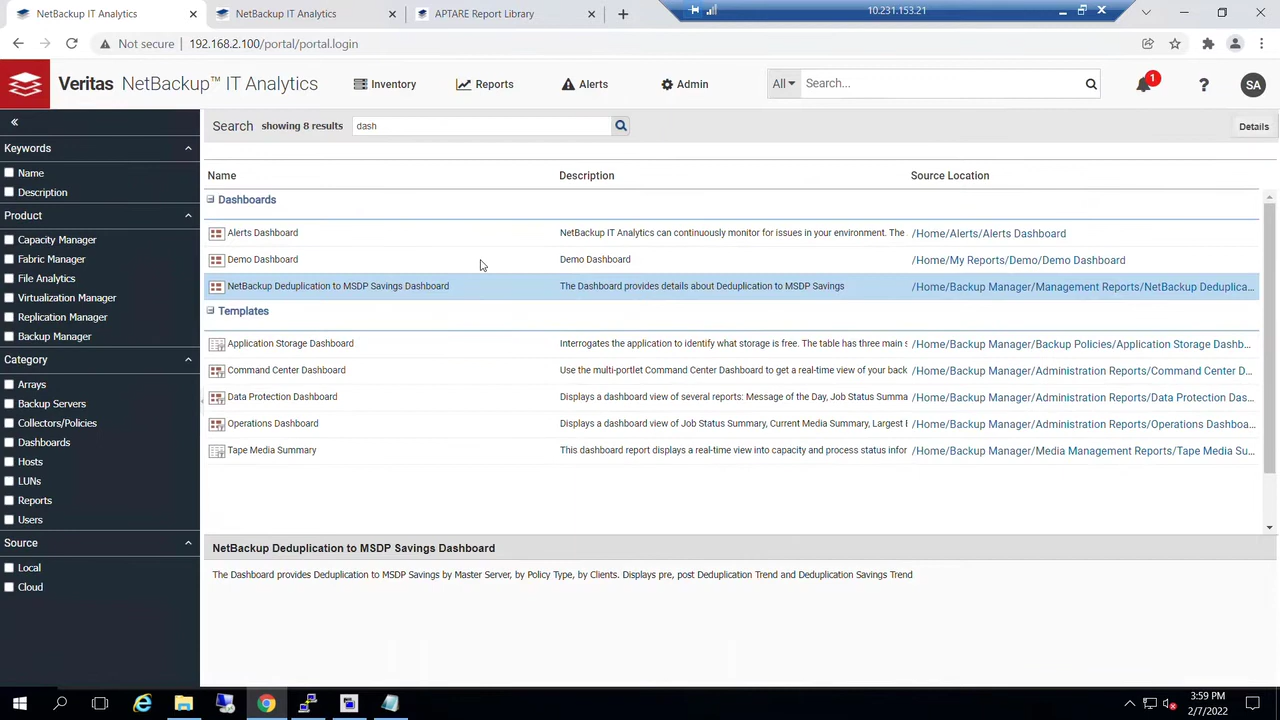 NetBackup IT Analytics
NetBackup IT Analytics
APTARE Report Library
10.231.153.21
Not secure
192.168.2.100/portal/portal.login
Veritas NetBackup™ IT Analytics
Inventory
Reports
Alerts
Admin
All
Search...
1
?
SA
«
Search showing 8 results
dash
Details
Keywords
Name
Description
Product
Capacity Manager
Fabric Manager
File Analytics
Virtualization Manager
Replication Manager
Backup Manager
Category
Arrays
Backup Servers
Collectors/Policies
Dashboards
Hosts
LUNs
Reports
Users
Source
Local
Cloud
Name Description Source Location
Dashboards
Alerts Dashboard NetBackup IT Analytics can continuously monitor for issues in your environment. The /Home/Alerts/Alerts Dashboard
Demo Dashboard Demo Dashboard /Home/My Reports/Demo/Demo Dashboard
NetBackup Deduplication to MSDP Savings Dashboard The Dashboard provides details about Deduplication to MSDP Savings /Home/Backup Manager/Management Reports/NetBackup Deduplica...
Templates
Application Storage Dashboard Interrogates the application to identify what storage is free. The table has three main s /Home/Backup Manager/Backup Policies/Application Storage Dashb...
Command Center Dashboard Use the multi-portlet Command Center Dashboard to get a real-time view of your back /Home/Backup Manager/Administration Reports/Command Center D...
Data Protection Dashboard Displays a dashboard view of several reports: Message of the Day, Job Status Summa /Home/Backup Manager/Administration Reports/Data Protection Das...
Operations Dashboard Displays a dashboard view of Job Status Summary, Current Media Summary, Largest /Home/Backup Manager/Administration Reports/Operations Dashboa...
Tape Media Summary This dashboard report displays a real-time view into capacity and process status infor /Home/Backup Manager/Media Management Reports/Tape Media Su...
NetBackup Deduplication to MSDP Savings Dashboard
The Dashboard provides Deduplication to MSDP Savings by Master Server, by Policy Type, by Clients. Displays pre, post Deduplication Trend and Deduplication Savings Trend
3:59 PM
2/7/2022